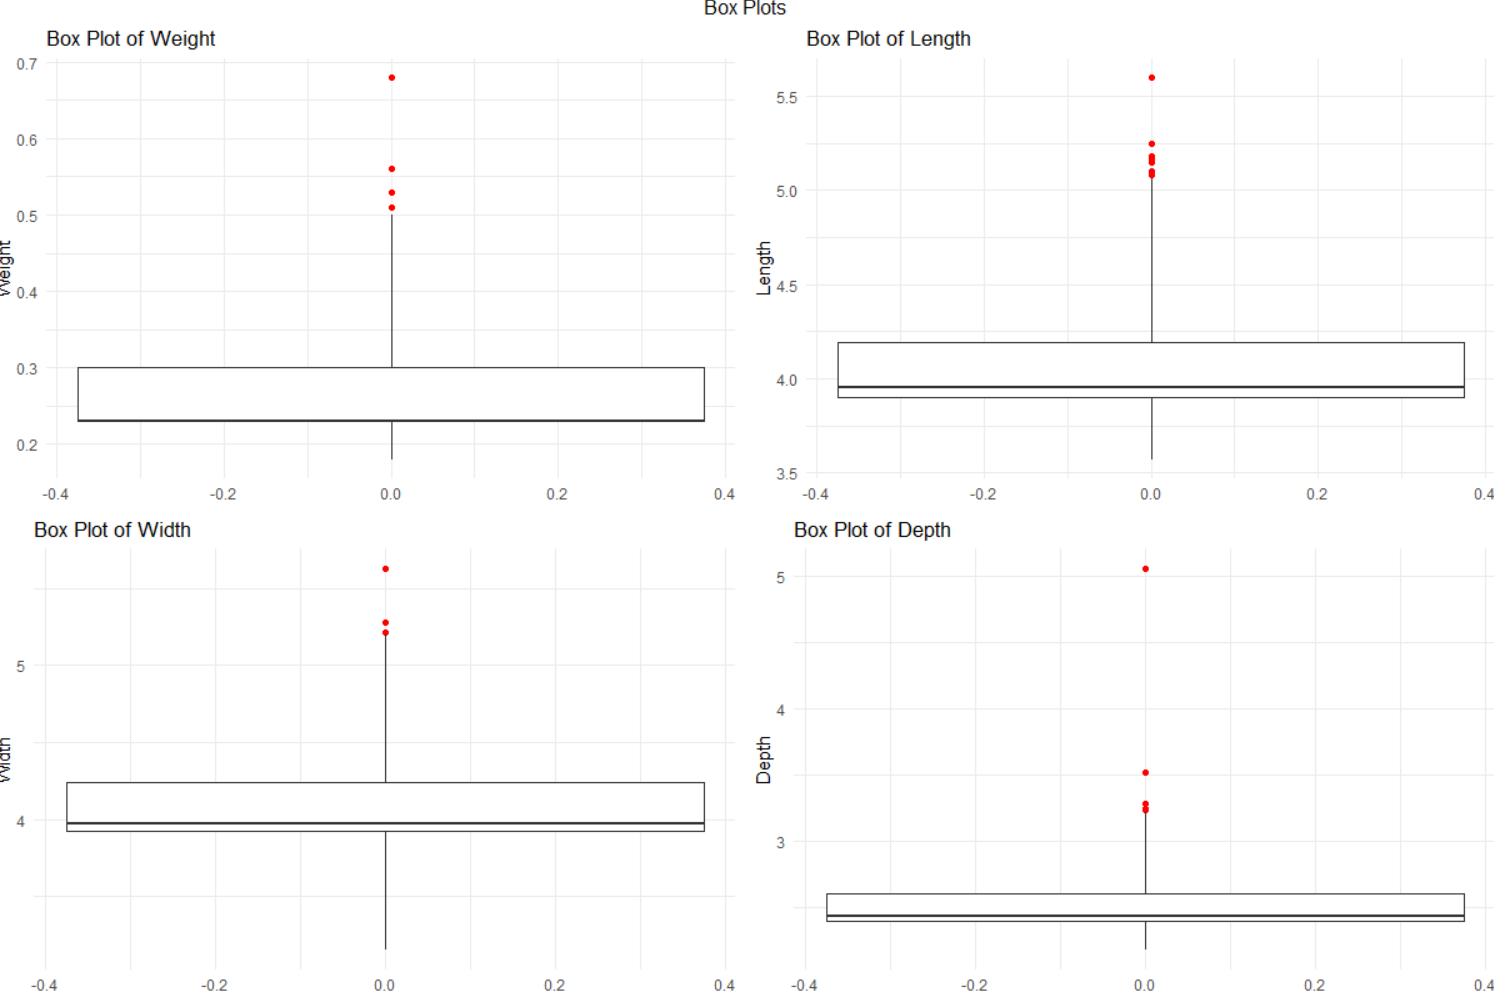 Box Plots
Box Plot of Weight
0.7
0.6
0.5
0.4
0.3
0.2
Weight
-0.4 -0.2 0.0 0.2 0.4
Box Plot of Length
5.5
5.0
4.5
4.0
3.5
Length
-0.4 -0.2 0.0 0.2 0.4
Box Plot of Width
5
4
Width
-0.4 -0.2 0.0 0.2 0.4
Box Plot of Depth
5
4
3
Depth
-0.4 -0.2 0.0 0.2 0.4